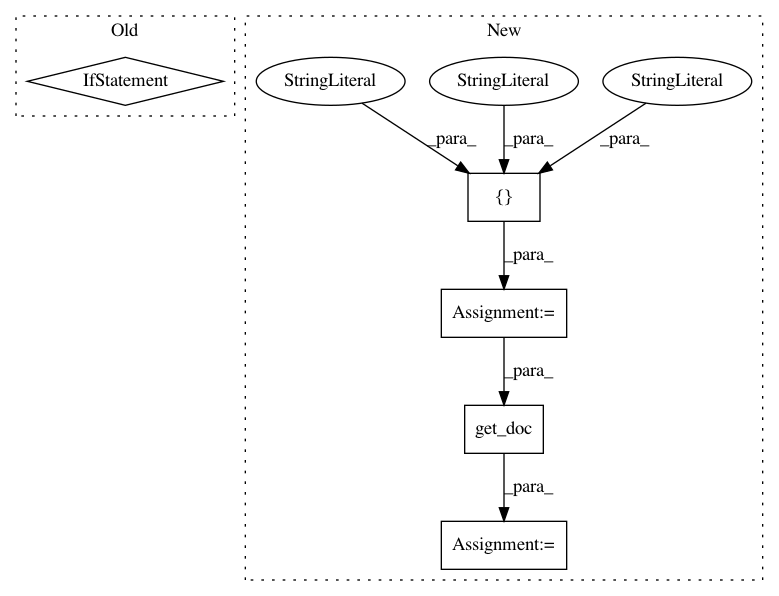 Old
New
IfStatement
StringLiteral
StringLiteral
StringLiteral
_para_
_para_
_para_
{}
_para_
Assignment:=
_para_
get_doc
_para_
Assignment:=